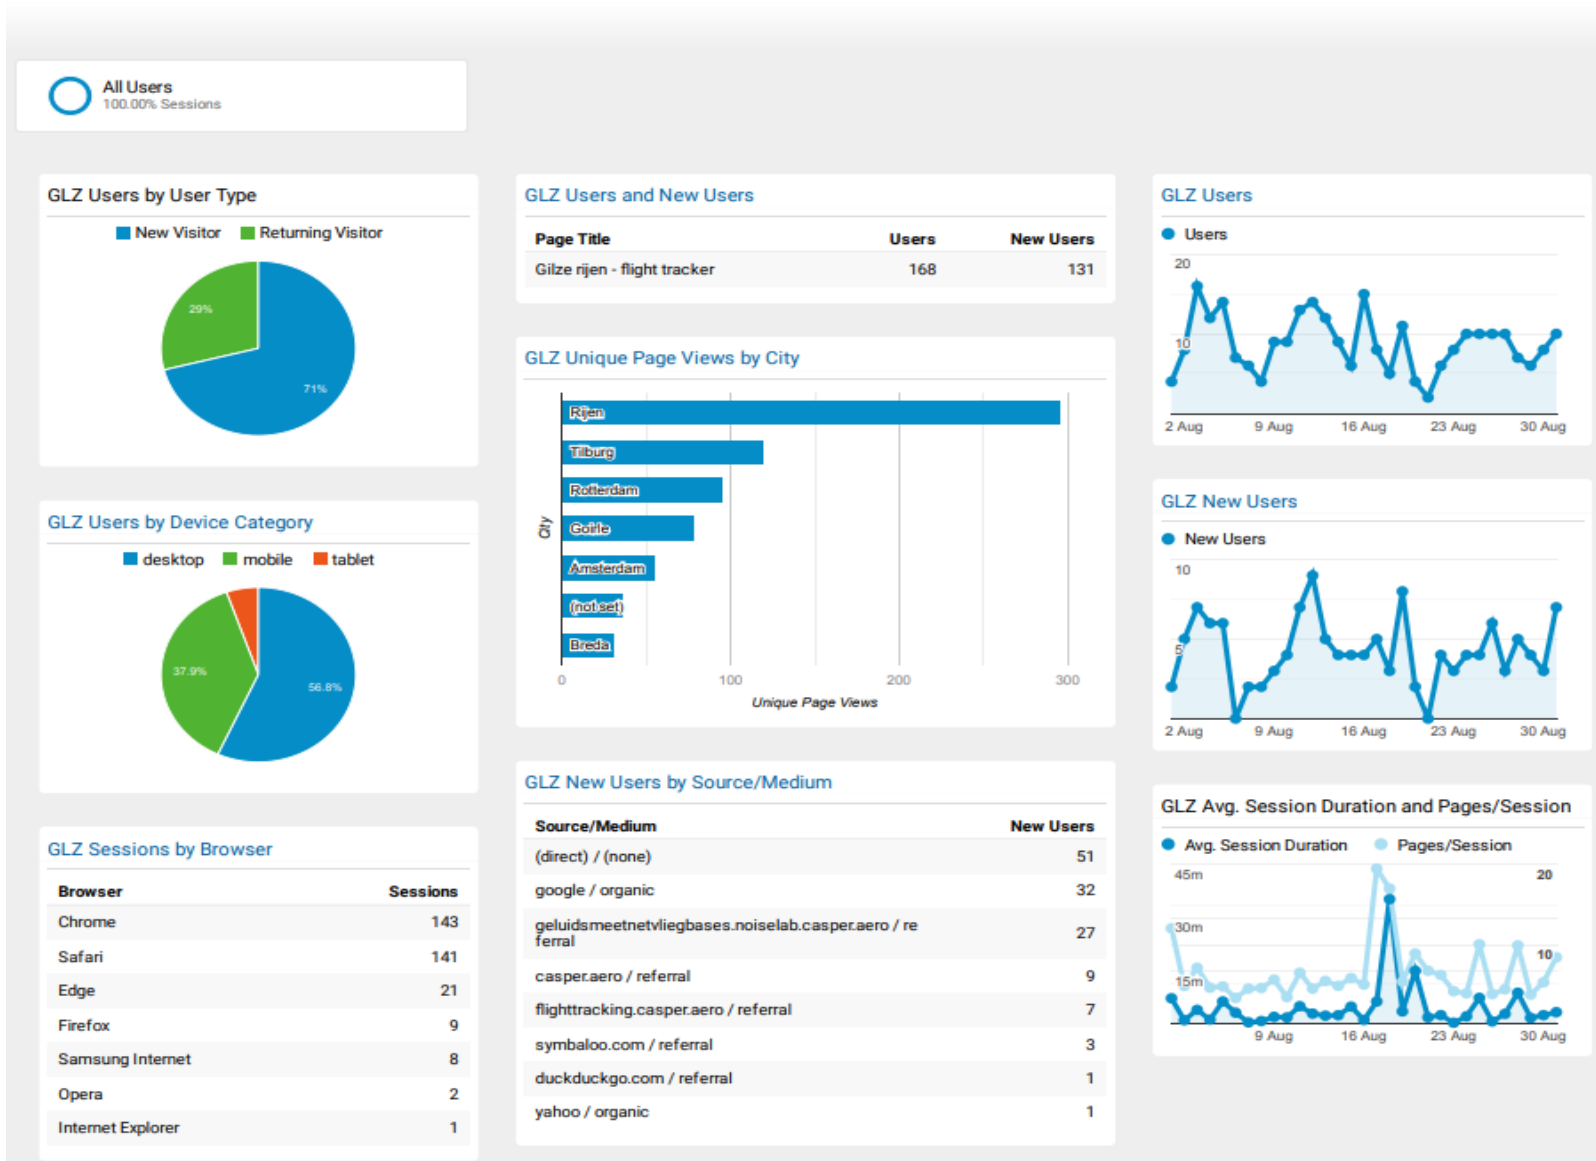 All Users
100.00% Sessions
GLZ Users by User Type
New Visitor Returning Visitor
29%
71%
GLZ Users by Device Category
desktop mobile tablet
37.9%
56.8%
GLZ Sessions by Browser
Browser Sessions
Chrome 143
Safari 141
Edge 21
Firefox 9
Samsung Internet 8
Opera 2
Internet Explorer 1
GLZ Users and New Users
Page Title Users New Users
Gilze rijen - flight tracker 168 131
GLZ Unique Page Views by City
City
Rijen
Tilburg
Rotterdam
Goirle
Amsterdam
(not set)
Breda
0 100 200 300
Unique Page Views
GLZ New Users by Source/Medium
Source/Medium New Users
(direct) / (none) 51
google / organic 32
geluidsmeetnetvliegbases.noiselab.casper.aero / re
ferral 27
casper.aero / referral 9
flighttracking.casper.aero / referral 7
symbaloo.com / referral 3
duckduckgo.com / referral 1
yahoo / organic 1
GLZ Users
Users
20
10
2 Aug 9 Aug 16 Aug 23 Aug 30 Aug
GLZ New Users
New Users
10
5
2 Aug 9 Aug 16 Aug 23 Aug 30 Aug
GLZ Avg. Session Duration and Pages/Session
Avg. Session Duration Pages/Session
45m 20
30m
10
15m
9 Aug 16 Aug 23 Aug 30 Aug